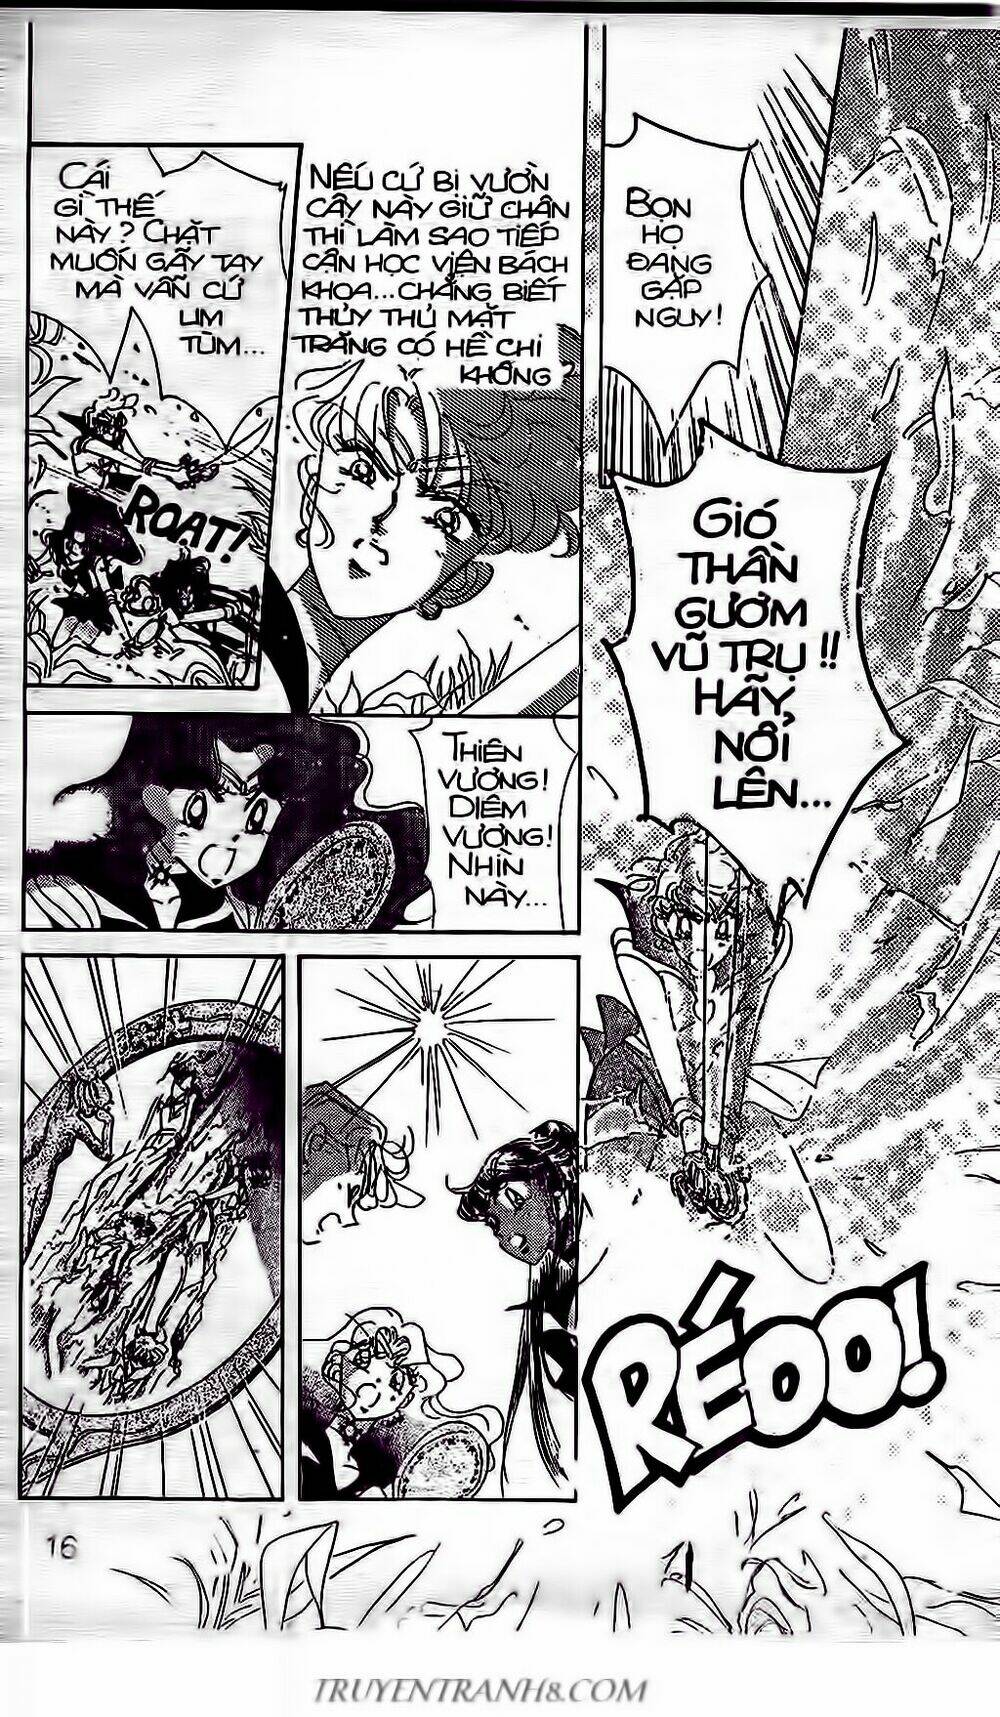 CÁI
GÌ THẾ
NÀY? CHẶT
MUỐN GÃY TAY
MÀ VẪN CỨ
UM
TÙM...
ROẠT!
NẾU CỨ BỊ VƯỜN
CÂY NÀY GIỮ CHÂN
THÌ LÀM SAO TIẾP
CẬN HỌC VIỆN BÁCH
KHOA... CHẲNG BIẾT
THỦY THỦ MẶT
TRĂNG CÓ HỀ CHI
KHÔNG?
THIÊN
VƯƠNG!
DIÊM
VƯƠNG!
NHÌN
NÀY...
BỌN
HỌ
ĐANG
GẶP
NGUY!
GIÓ
THẦN
GƯƠM
VŨ TRỤ!!
HÃY
NỔI
LÊN...
RÉOO!
16
TRUYENTRANH8.COM